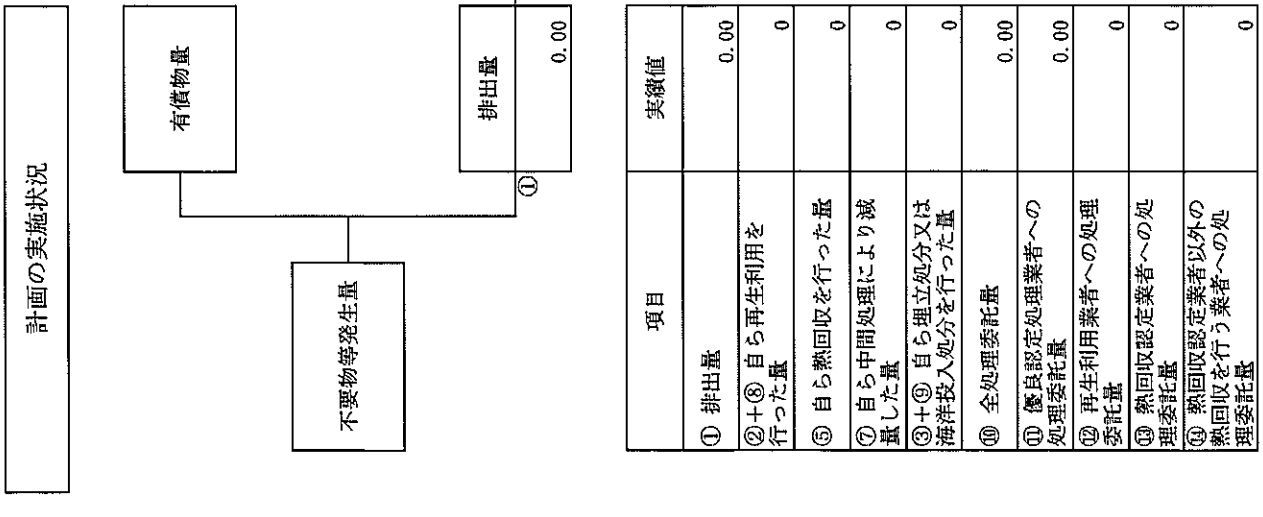 計画の実施状況
有償物量
不要物等発生量
排出量
①
0.00
項目
実績値
① 排出量
0.00
②+⑧ 自ら再生利用を
行った量
0
⑤ 自ら熱回収を行った量
0
⑦ 自ら中間処理により減
量した量
0
③+⑨ 自ら埋立処分又は
海洋投入処分を行った量
0
⑩ 全処理委託量
0.00
⑪ 優良認定処理業者への
処理委託量
0.00
⑫ 再生利用業者への処理
委託量
0
⑬ 熱回収認定業者への処
理委託量
0
⑭ 熱回収認定業者以外の
熱回収を行う業者への処
理委託量
0